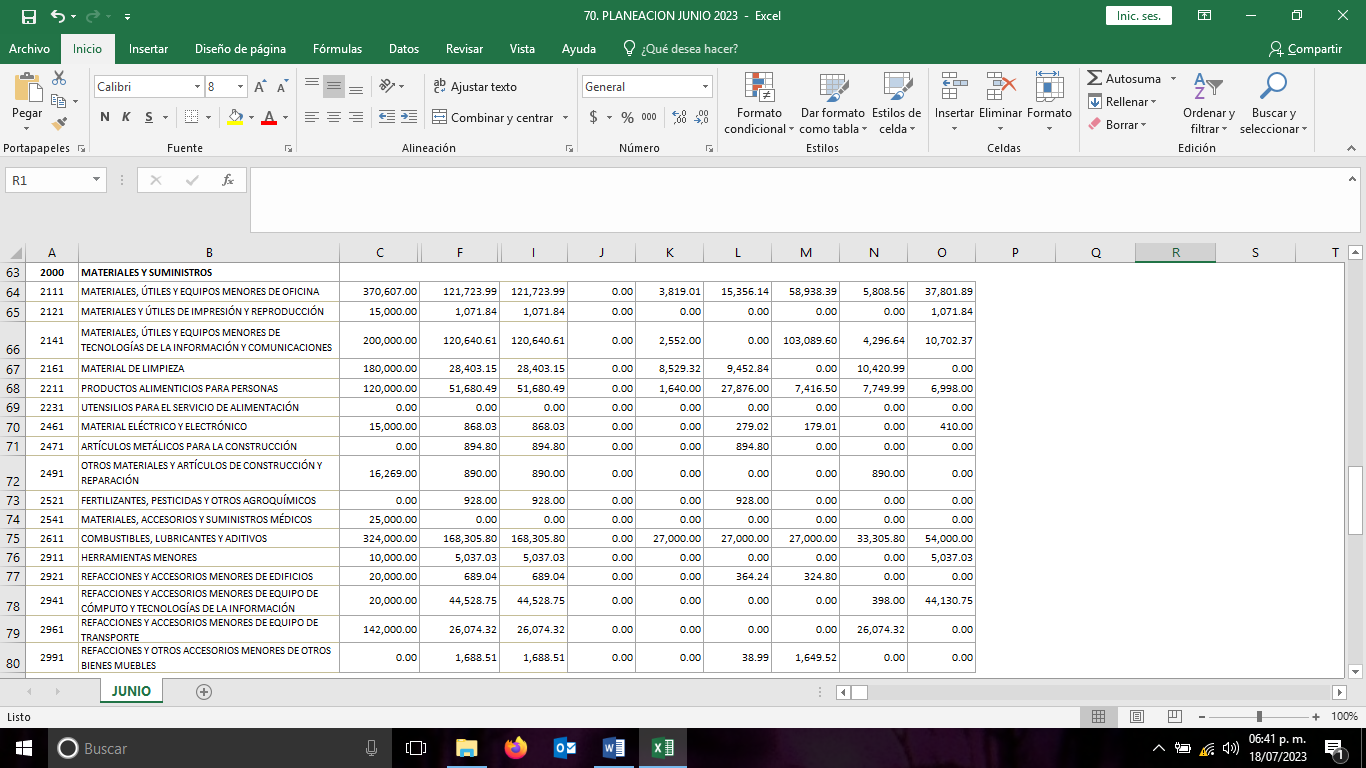 70. PLANEACION JUNIO 2023 - Excel
Inic. ses.
Archivo Inicio Insertar Diseño de página Fórmulas Datos Revisar Vista Ayuda ¿Qué desea hacer? Compartir
Pegar
Calibri 8
N K S
Ajustar texto
Combinar y centrar
General
$ % 000
Formato condicional
Dar formato como tabla
Estilos de celda
Insertar Eliminar Formato
Autosuma
Rellenar
Borrar
Ordenar y filtrar
Buscar y seleccionar
Portapapeles Fuente Alineación Número Estilos Celdas Edición
R1 fx
A B C F I J K L M N O P Q R S T
63 2000 MATERIALES Y SUMINISTROS
64 2111 MATERIALES, ÚTILES Y EQUIPOS MENORES DE OFICINA 370,607.00 121,723.99 121,723.99 0.00 3,819.01 15,356.14 58,938.39 5,808.56 37,801.89
65 2121 MATERIALES Y ÚTILES DE IMPRESIÓN Y REPRODUCCIÓN 15,000.00 1,071.84 1,071.84 0.00 0.00 0.00 0.00 0.00 1,071.84
66 2141 MATERIALES, ÚTILES Y EQUIPOS MENORES DE
TECNOLOGÍAS DE LA INFORMACIÓN Y COMUNICACIONES 200,000.00 120,640.61 120,640.61 0.00 2,552.00 0.00 103,089.60 4,296.64 10,702.37
67 2161 MATERIAL DE LIMPIEZA 180,000.00 28,403.15 28,403.15 0.00 8,529.32 9,452.84 0.00 10,420.99 0.00
68 2211 PRODUCTOS ALIMENTICIOS PARA PERSONAS 120,000.00 51,680.49 51,680.49 0.00 1,640.00 27,876.00 7,416.50 7,749.99 6,998.00
69 2231 UTENSILIOS PARA EL SERVICIO DE ALIMENTACIÓN 0.00 0.00 0.00 0.00 0.00 0.00 0.00 0.00 0.00
70 2461 MATERIAL ELÉCTRICO Y ELECTRÓNICO 15,000.00 868.03 868.03 0.00 0.00 279.02 179.01 0.00 410.00
71 2471 ARTÍCULOS METÁLICOS PARA LA CONSTRUCCIÓN 0.00 894.80 894.80 0.00 0.00 894.80 0.00 0.00 0.00
72 2491 OTROS MATERIALES Y ARTÍCULOS DE CONSTRUCCIÓN Y
REPARACIÓN 16,269.00 890.00 890.00 0.00 0.00 0.00 0.00 890.00 0.00
73 2521 FERTILIZANTES, PESTICIDAS Y OTROS AGROQUÍMICOS 0.00 928.00 928.00 0.00 0.00 928.00 0.00 0.00 0.00
74 2541 MATERIALES, ACCESORIOS Y SUMINISTROS MÉDICOS 25,000.00 0.00 0.00 0.00 0.00 0.00 0.00 0.00 0.00
75 2611 COMBUSTIBLES, LUBRICANTES Y ADITIVOS 324,000.00 168,305.80 168,305.80 0.00 27,000.00 27,000.00 27,000.00 33,305.80 54,000.00
76 2911 HERRAMIENTAS MENORES 10,000.00 5,037.03 5,037.03 0.00 0.00 0.00 0.00 0.00 5,037.03
77 2921 REFACCIONES Y ACCESORIOS MENORES DE EDIFICIOS 20,000.00 689.04 689.04 0.00 0.00 364.24 324.80 0.00 0.00
78 2941 REFACCIONES Y ACCESORIOS MENORES DE EQUIPO DE
CÓMPUTO Y TECNOLOGÍAS DE LA INFORMACIÓN 20,000.00 44,528.75 44,528.75 0.00 0.00 0.00 0.00 398.00 44,130.75
79 2961 REFACCIONES Y ACCESORIOS MENORES DE EQUIPO DE
TRANSPORTE 142,000.00 26,074.32 26,074.32 0.00 0.00 0.00 0.00 26,074.32 0.00
80 2991 REFACCIONES Y OTROS ACCESORIOS MENORES DE OTROS
BIENES MUEBLES 0.00 1,688.51 1,688.51 0.00 0.00 38.99 1,649.52 0.00 0.00
JUNIO
Listo 100%
Buscar
06:41 p. m.
18/07/2023
1